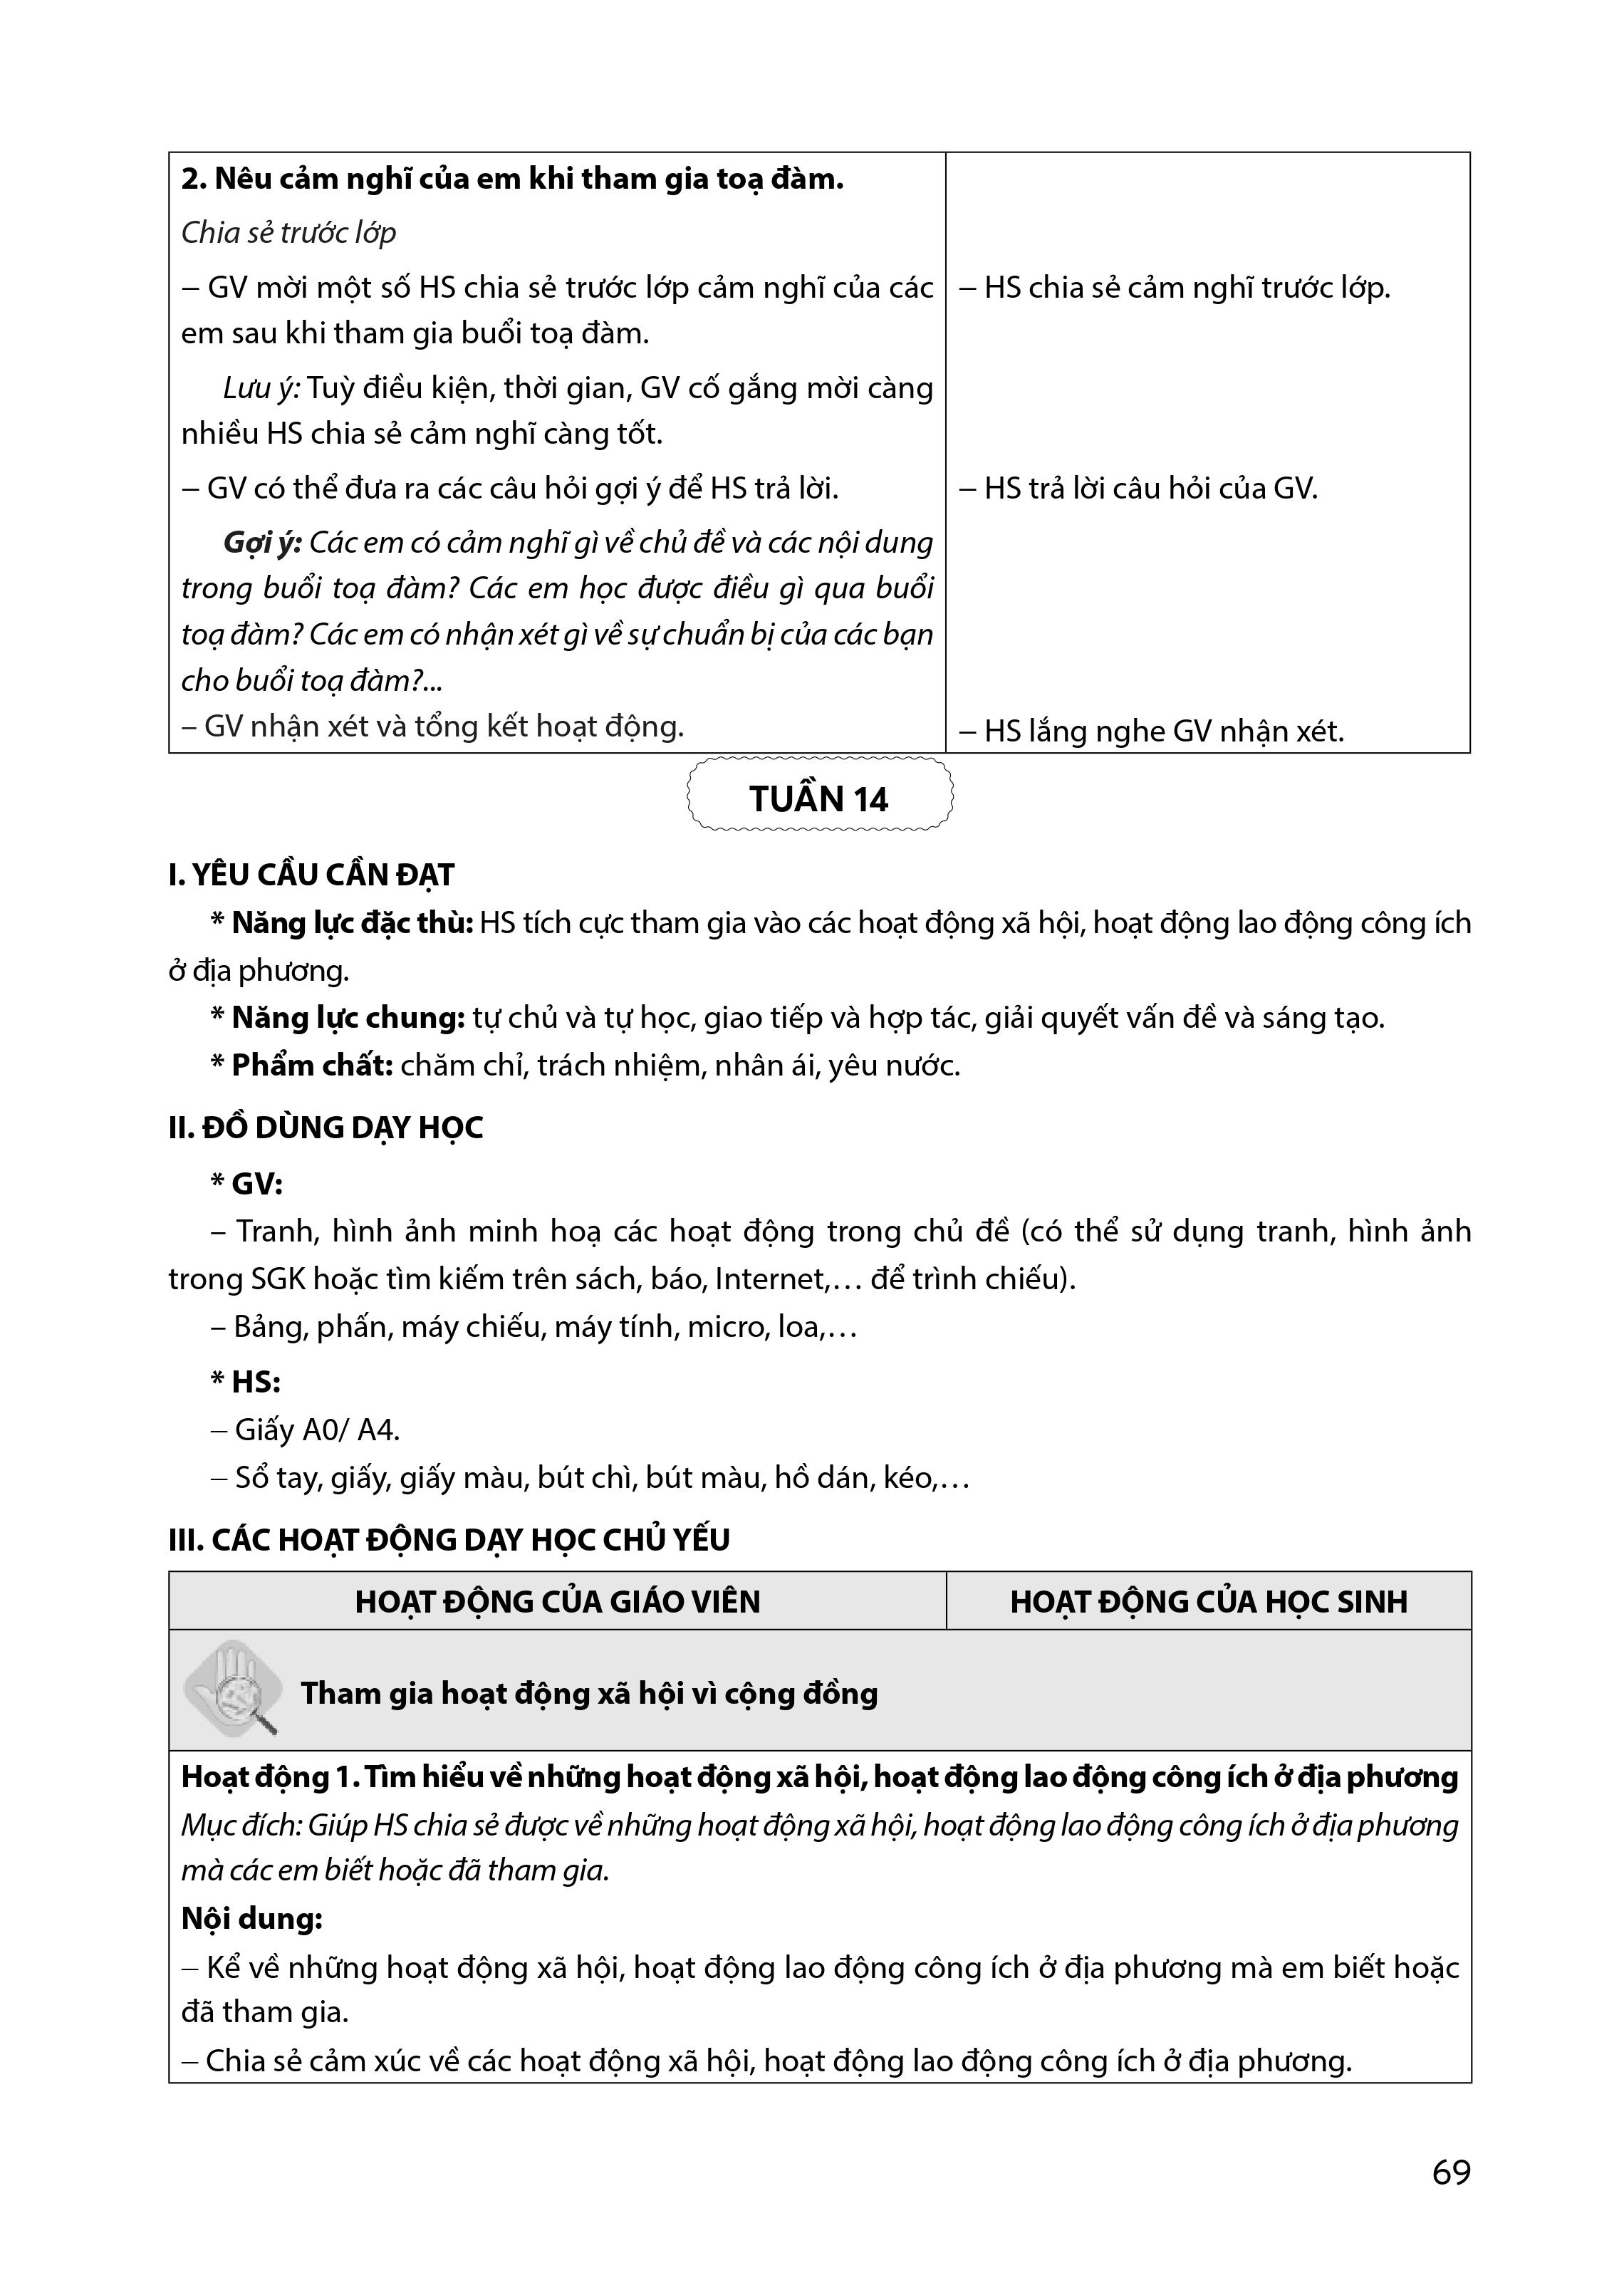 2. Nêu cảm nghĩ của em khi tham gia toạ đàm.
Chia sẻ trước lớp
– GV mời một số HS chia sẻ trước lớp cảm nghĩ của các
em sau khi tham gia buổi toạ đàm.
– HS chia sẻ cảm nghĩ trước lớp.
Lưu ý: Tuỳ điều kiện, thời gian, GV cố gắng mời càng
nhiều HS chia sẻ cảm nghĩ càng tốt.
– GV có thể đưa ra các câu hỏi gợi ý để HS trả lời.
– HS trả lời câu hỏi của GV.
Gợi ý: Các em có cảm nghĩ gì về chủ đề và các nội dung
trong buổi toạ đàm? Các em học được điều gì qua buổi
toạ đàm? Các em có nhận xét gì về sự chuẩn bị của các bạn
cho buổi toạ đàm?...
– GV nhận xét và tổng kết hoạt động.
– HS lắng nghe GV nhận xét.
TUẦN 14
I. YÊU CẦU CẦN ĐẠT
* Năng lực đặc thù: HS tích cực tham gia vào các hoạt động xã hội, hoạt động lao động công ích
ở địa phương.
* Năng lực chung: tự chủ và tự học, giao tiếp và hợp tác, giải quyết vấn đề và sáng tạo.
* Phẩm chất: chăm chỉ, trách nhiệm, nhân ái, yêu nước.
II. ĐỒ DÙNG DẠY HỌC
* GV:
– Tranh, hình ảnh minh hoạ các hoạt động trong chủ đề (có thể sử dụng tranh, hình ảnh
trong SGK hoặc tìm kiếm trên sách, báo, Internet,… để trình chiếu).
– Bảng, phấn, máy chiếu, máy tính, micro, loa,…
* HS:
– Giấy A0/ A4.
– Sổ tay, giấy, giấy màu, bút chì, bút màu, hồ dán, kéo,…
III. CÁC HOẠT ĐỘNG DẠY HỌC CHỦ YẾU
HOẠT ĐỘNG CỦA GIÁO VIÊN
HOẠT ĐỘNG CỦA HỌC SINH
Tham gia hoạt động xã hội vì cộng đồng
Hoạt động 1. Tìm hiểu về những hoạt động xã hội, hoạt động lao động công ích ở địa phương
Mục đích: Giúp HS chia sẻ được về những hoạt động xã hội, hoạt động lao động công ích ở địa phương
mà các em biết hoặc đã tham gia.
Nội dung:
– Kể về những hoạt động xã hội, hoạt động lao động công ích ở địa phương mà em biết hoặc
đã tham gia.
– Chia sẻ cảm xúc về các hoạt động xã hội, hoạt động lao động công ích ở địa phương.
69